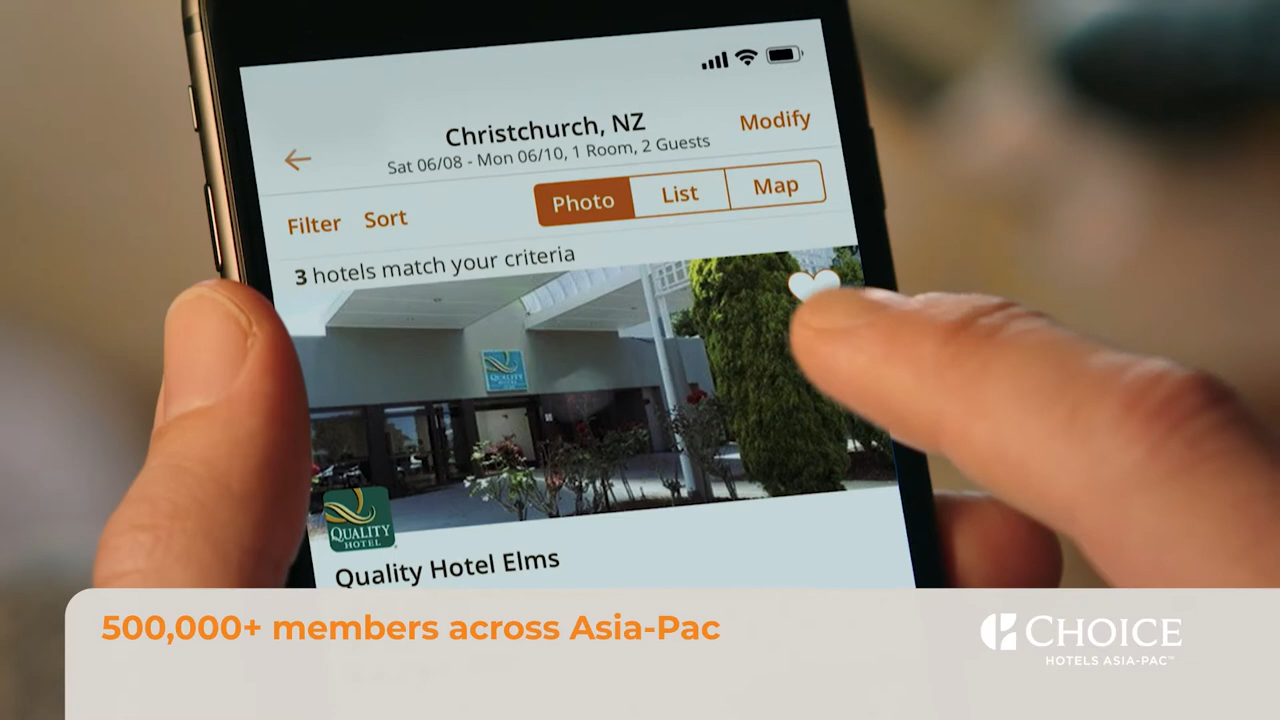 Christchurch, NZ
Modify
Sat 06/08 - Mon 06/10, 1 Room, 2 Guests
Filter Sort
Photo List Map
3 hotels match your criteria
QUALITY
QUALITY
HOTEL
Quality Hotel Elms
500,000+ members across Asia-Pac
CHOICE
HOTELS ASIA-PAC™